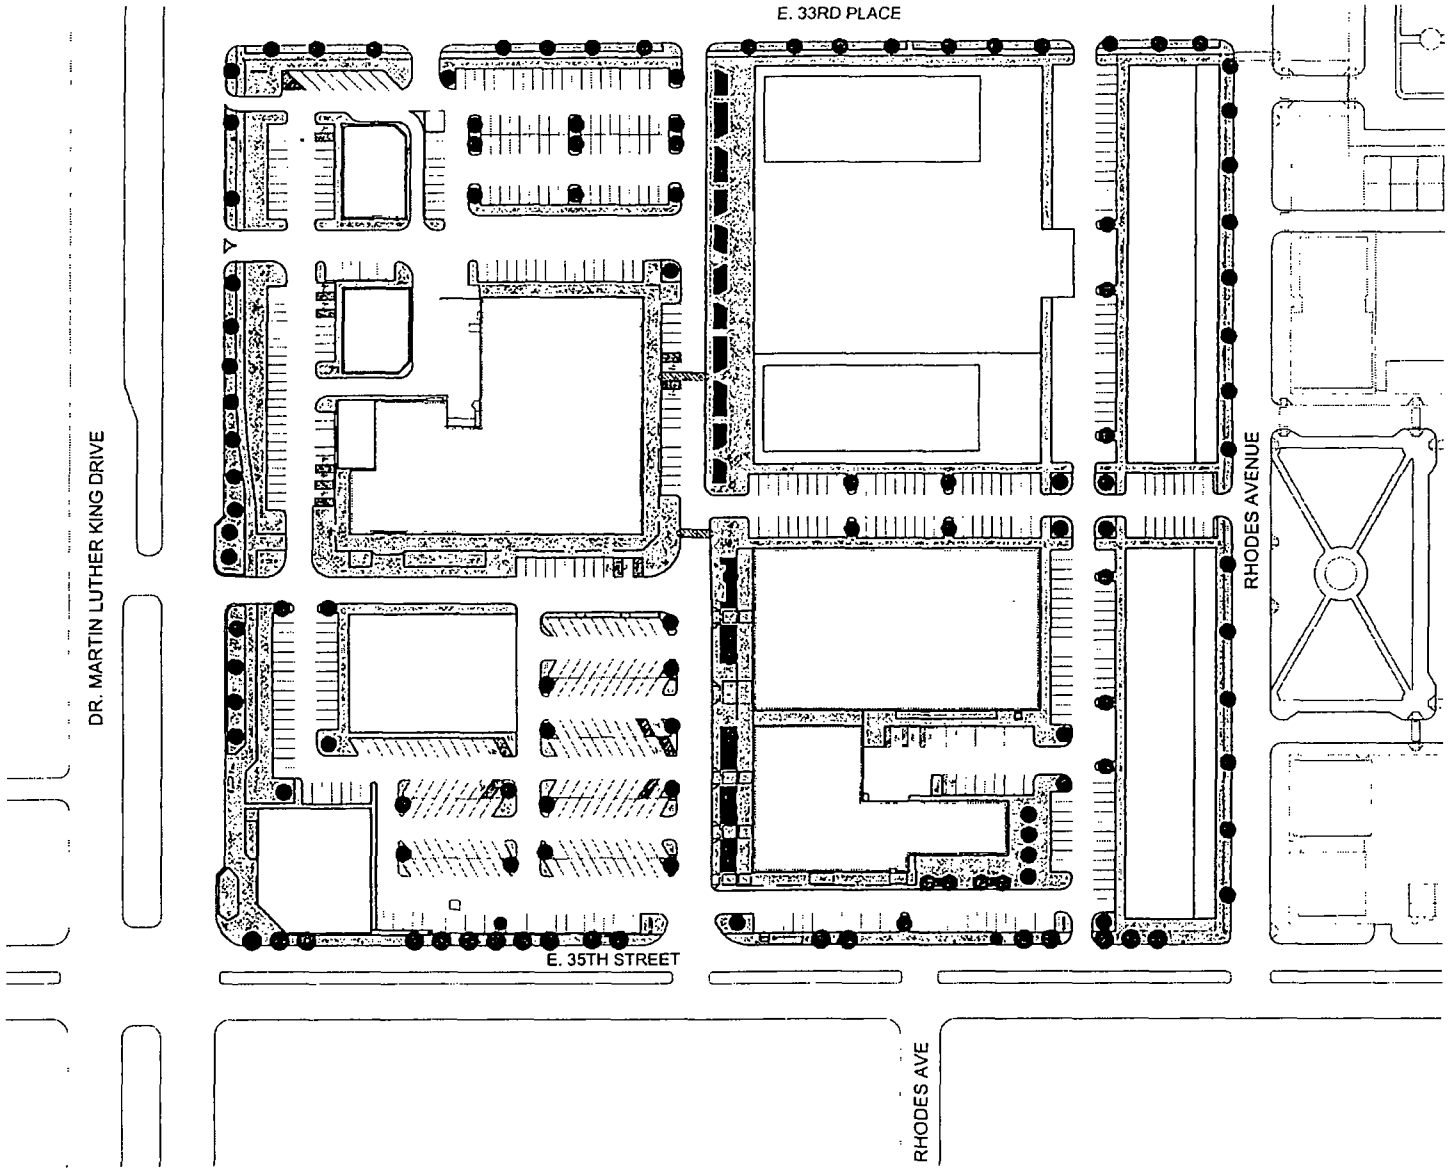 E. 33RD PLACE
DR. MARTIN LUTHER KING DRIVE
RHODES AVENUE
E. 35TH STREET
RHODES AVE